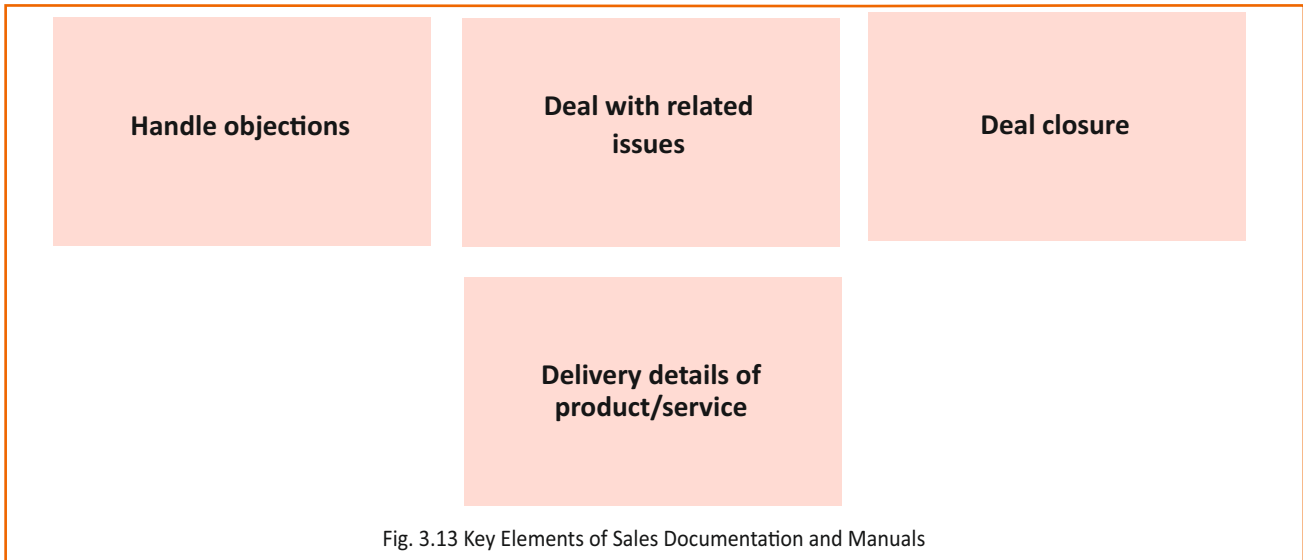 Handle objections
Deal with related
issues
Deal closure
Delivery details of
product/service
Fig. 3.13 Key Elements of Sales Documentation and Manuals